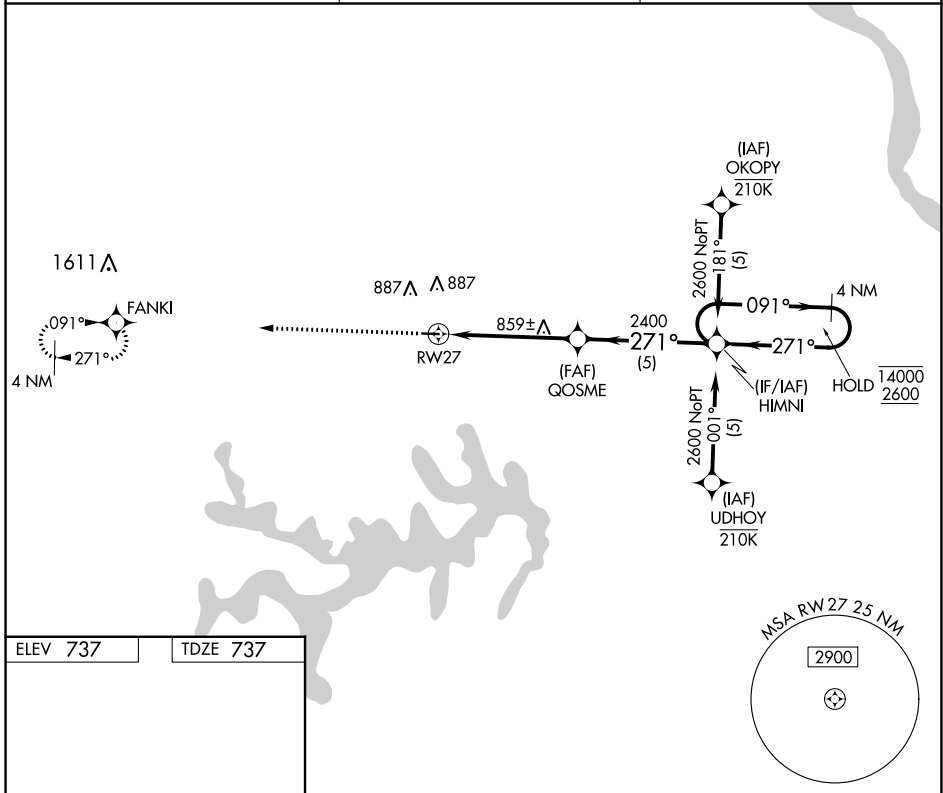 (IAF)
OKOPY
210K
2600 NoPT
181°
(5)
1611
FANKI
091°
271°
4 NM
887
887
859±
RW27
(FAF)
QOSME
2400
271°
(5)
091°
4 NM
271°
(IF/IAF)
HIMNI
HOLD
14000
2600
2600 NoPT
001°
(5)
(IAF)
UDHOY
210K
MSA RW27 25 NM
2900
ELEV 737
TDZE 737